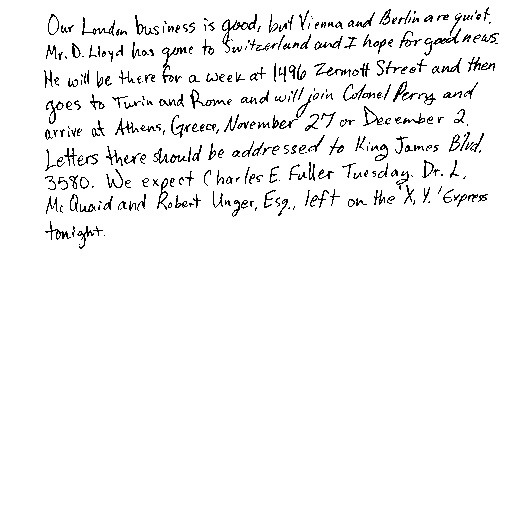 Our London business is good, but Vienna and Berlin are quiet.
Mr. D. Lloyd has gone to Switzerland and I hope for good news.
He will be there for a week at 1496 Zermott Street and then
goes to Turin and Rome and will join Colonel Perry and
arrive at Athens, Greece, November 27 or December 2.
Letters there should be addressed to King James Blvd.
3580. We expect Charles E. Fuller Tuesday. Dr. L.
McQuaid and Robert Unger, Esq., left on the 'X, Y.' Express
tonight.